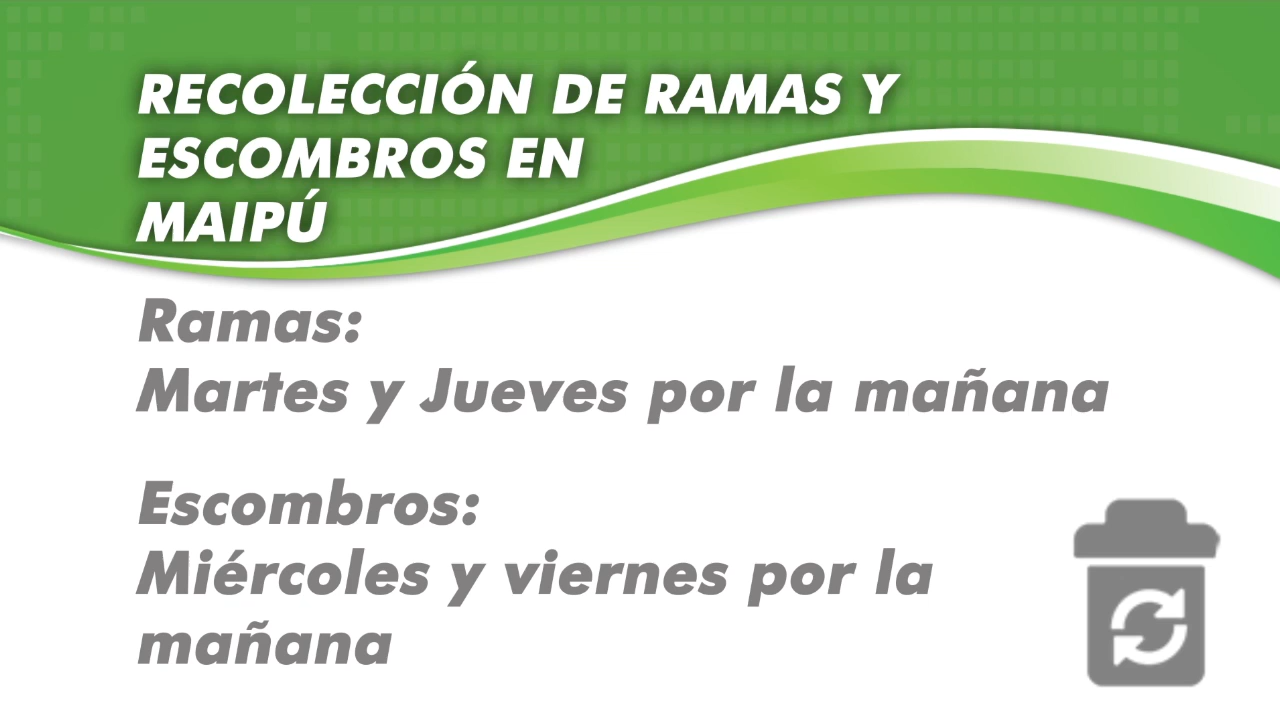 RECOLECCIÓN DE RAMAS Y
ESCOMBROS EN
MAIPÚ
Ramas:
Martes y Jueves por la mañana
Escombros:
Miércoles y viernes por la
mañana